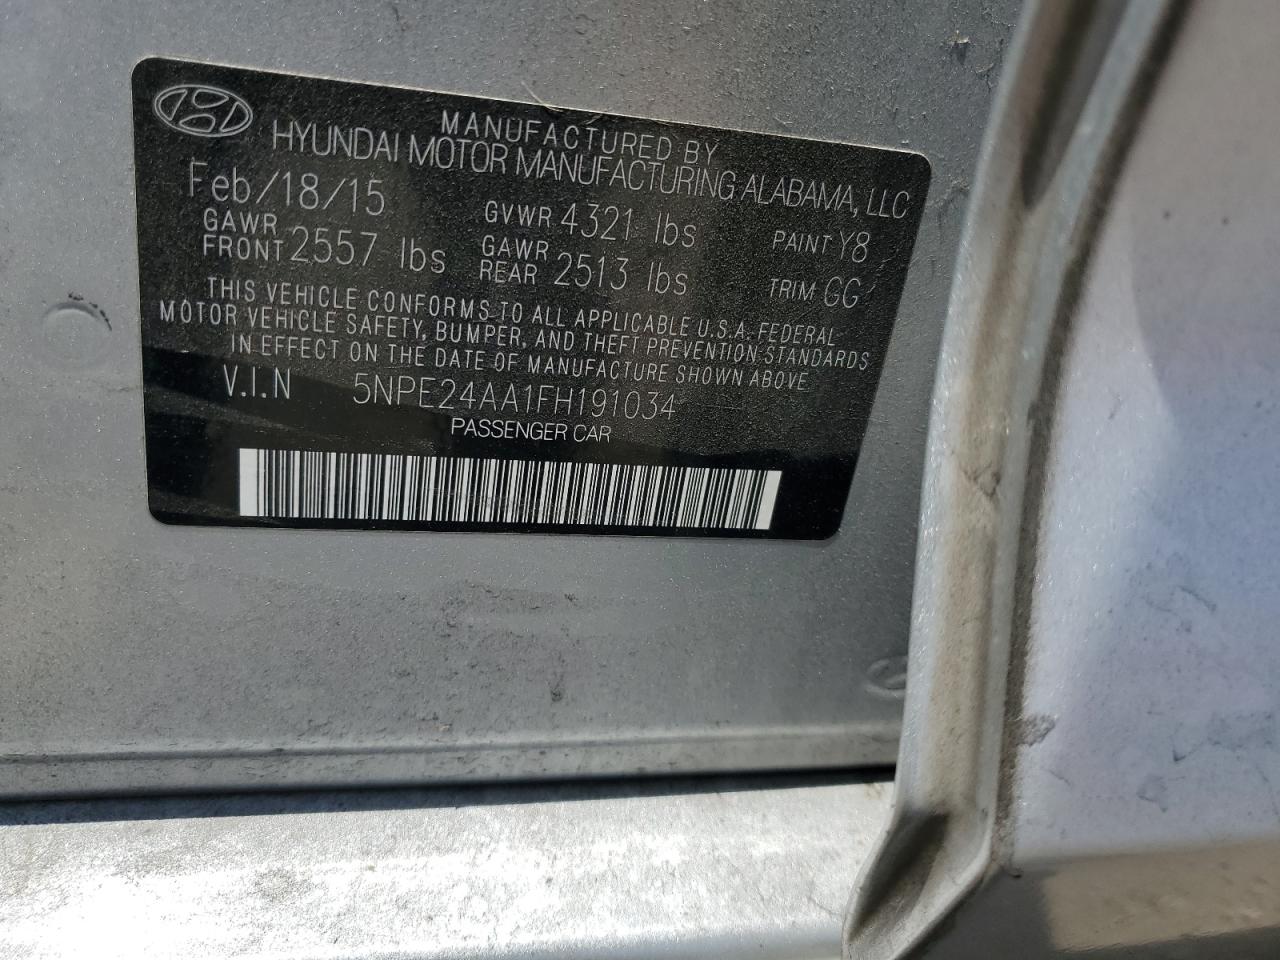 MANUFACTURED BY
HYUNDAI MOTOR MANUFACTURING ALABAMA, LLC
Feb/18/15 GVWR 4321 lbs PAINT Y8
GAWR FRONT 2557 lbs GAWR REAR 2513 lbs TRIM GG
THIS VEHICLE CONFORMS TO ALL APPLICABLE U.S.A. FEDERAL
MOTOR VEHICLE SAFETY, BUMPER, AND THEFT PREVENTION STANDARDS
IN EFFECT ON THE DATE OF MANUFACTURE SHOWN ABOVE
V.I.N 5NPE24AA1FH191034
PASSENGER CAR